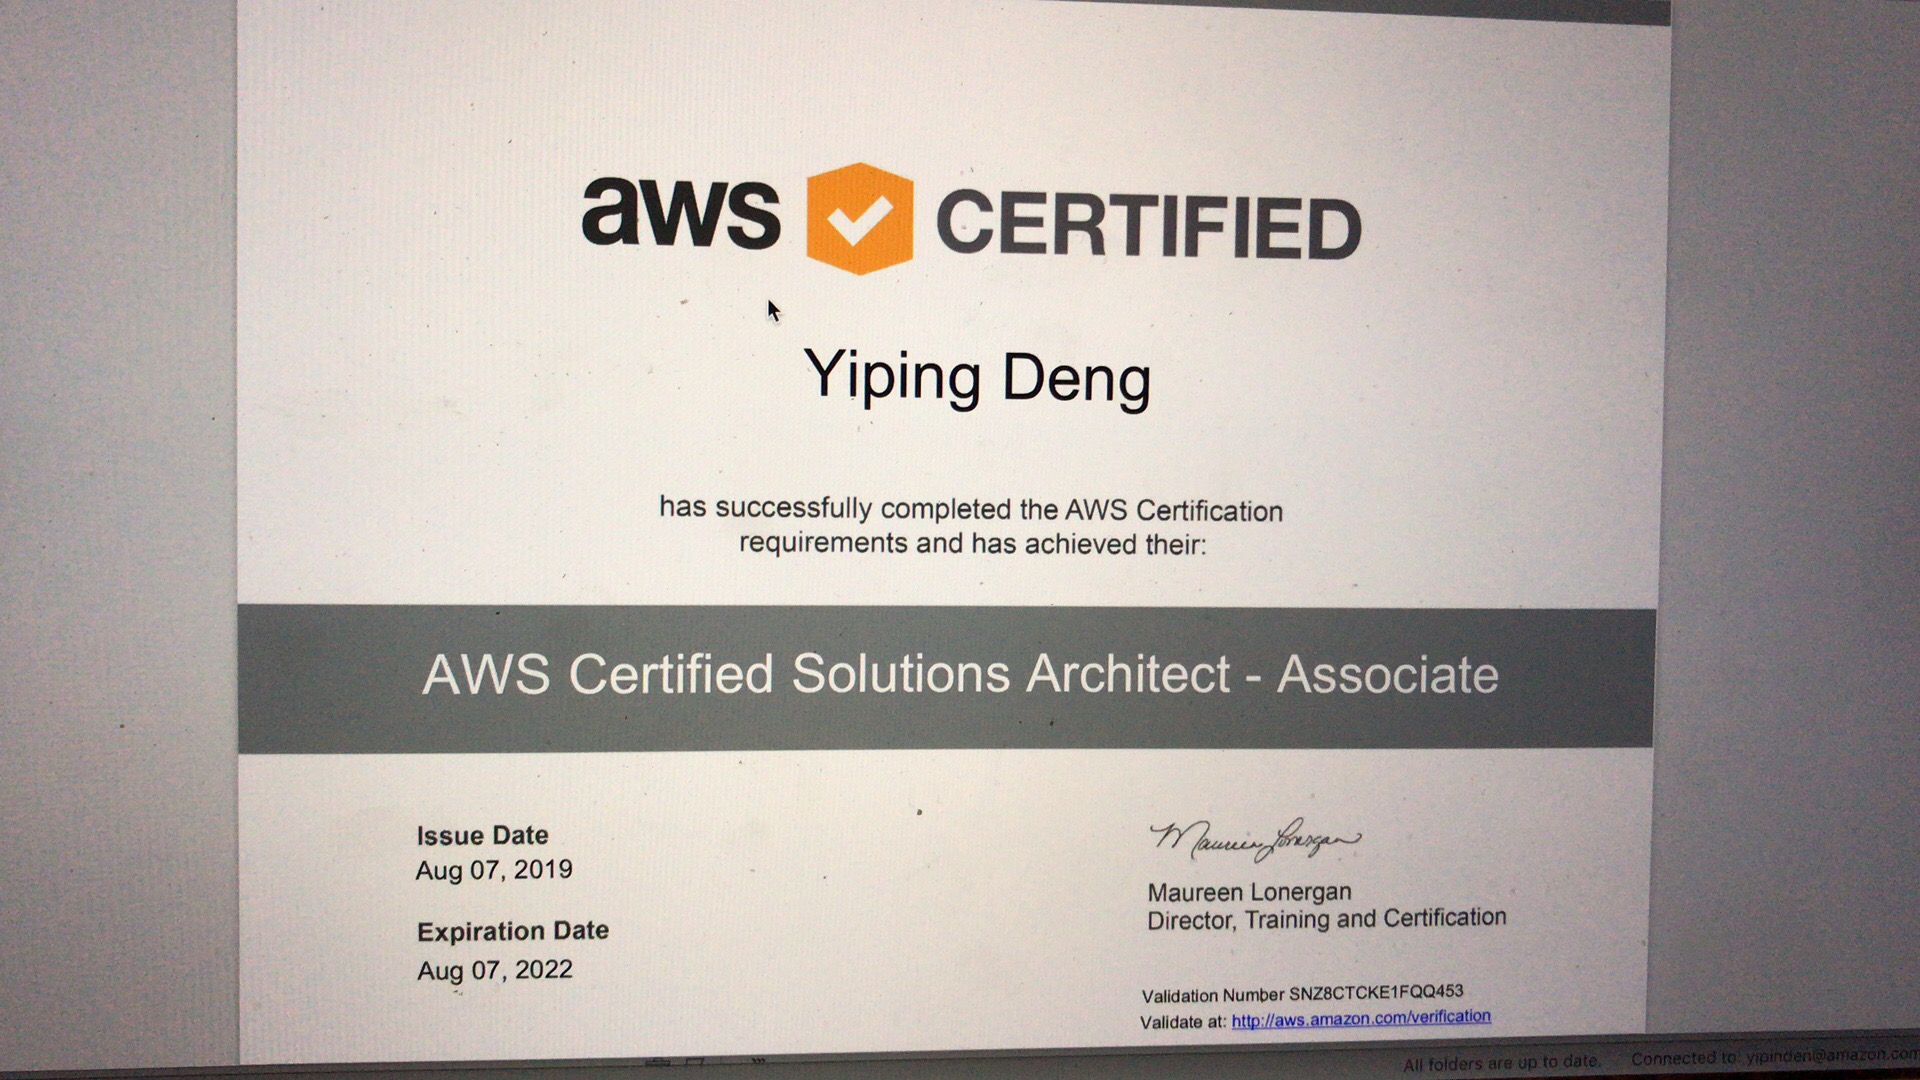 aws CERTIFIED
Yiping Deng
has successfully completed the AWS Certification
requirements and has achieved their:
AWS Certified Solutions Architect - Associate
Issue Date
Aug 07, 2019
Expiration Date
Aug 07, 2022
Maureen Lonergan
Maureen Lonergan
Director, Training and Certification
Validation Number SNZ8CTCKE1FQQ453
Validate at: http://aws.amazon.com/verification
All folders are up to date. Connected to: yipinden@amazon.com